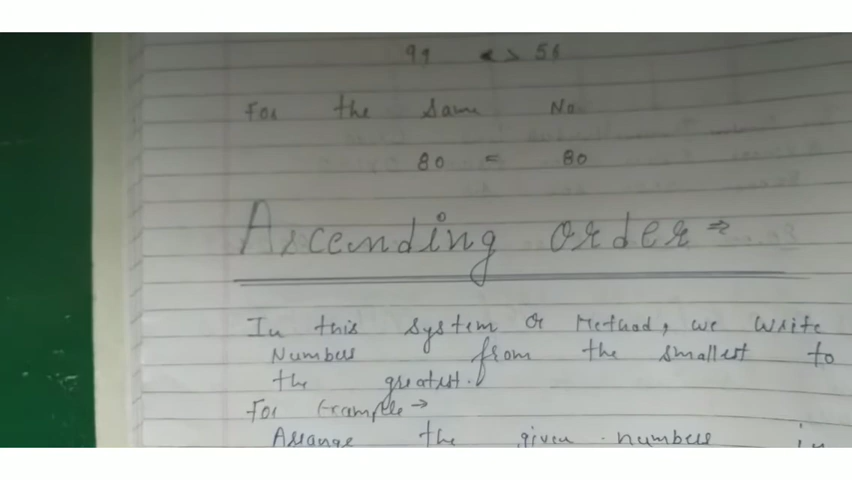 99 <> 56
For the same No.
80 = 80
Ascending order ⇒
In this system or Method, we write
Numbers from the smallest to
the greatest.
For Example →
Arrange the given numbers in